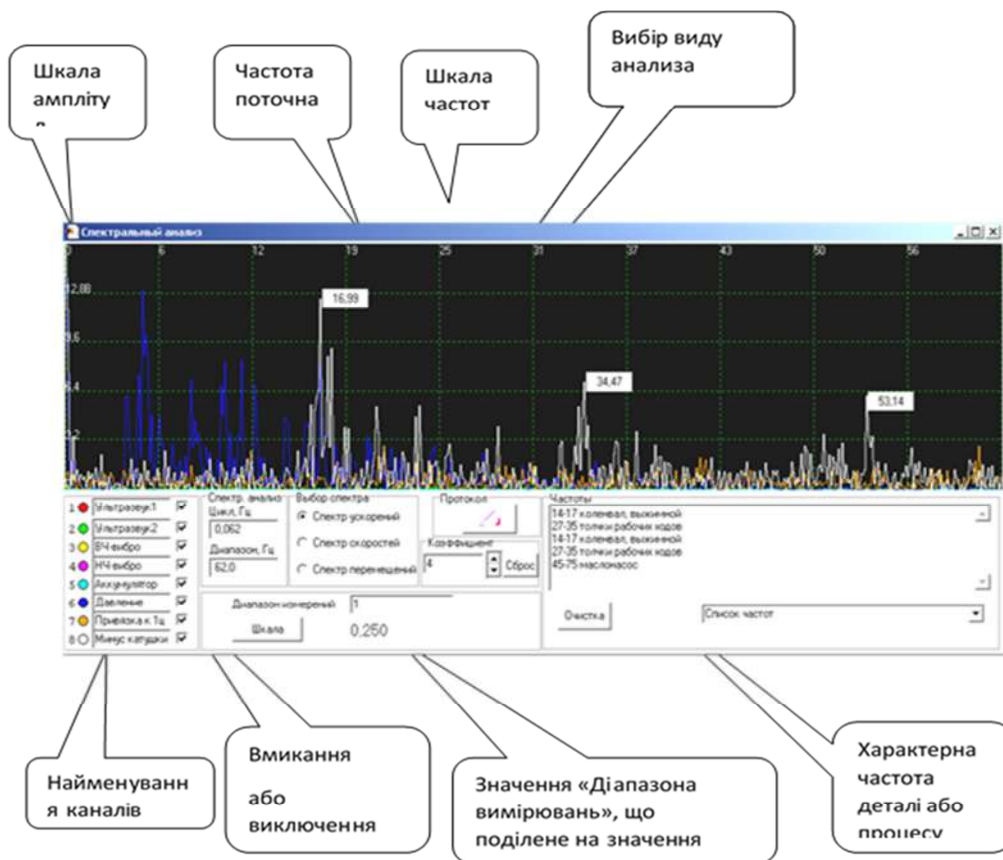 Шкала
ампліту
Частота
поточна
Шкала
частот
Вибір виду
анализа
Спектральный анализ
0 6 12 19 25 31 37 43 50 56
12,88
9,6
6,4
3,2
16,99
34,47
53,14
1 Ультразвук1
2 Ультразвук2
3 ВЧ-вибро
4 НЧ-вибро
5 Аккумулятор
6 Давление
7 Привязка к 1ц
8 Минус катушки
Спектр. анализ
Цикл, Гц
0,062
Диапазон, Гц
62,0
Выбор спектра
Спектр ускорений
Спектр скоростей
Спектр перемещений
Протокол
Коэффициент
4
Сброс
Диапазон измерений 1
Шкала 0,250
Частоты
14-17 коленвал, выжимной
27-35 толчки рабочих ходов
14-17 коленвал, выжимной
27-35 толчки рабочих ходов
45-75 маслонасос
Очистка
Список частот
Найменуванн
я каналів
Вмикання
або
виключення
Значення «Діапазона
вимірювань», що
поділене на значення
Характерна
частота
деталі або
процесу